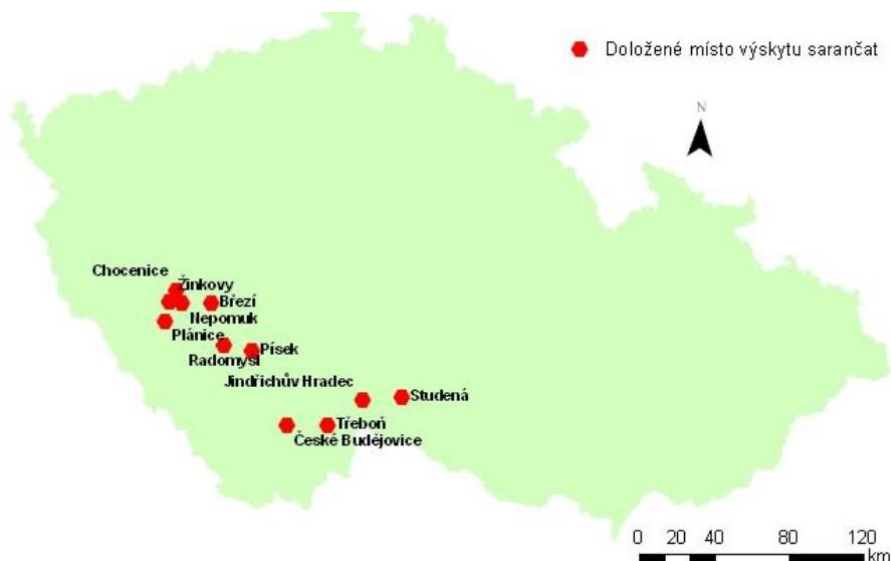 Doložené místo výskytu sarančat
N
Chocenice
Žinkovy
Březí
Nepomuk
Plánice
Radomyšl
Písek
Jindřichův Hradec
Studená
Třeboň
České Budějovice
0 20 40 80 120
km